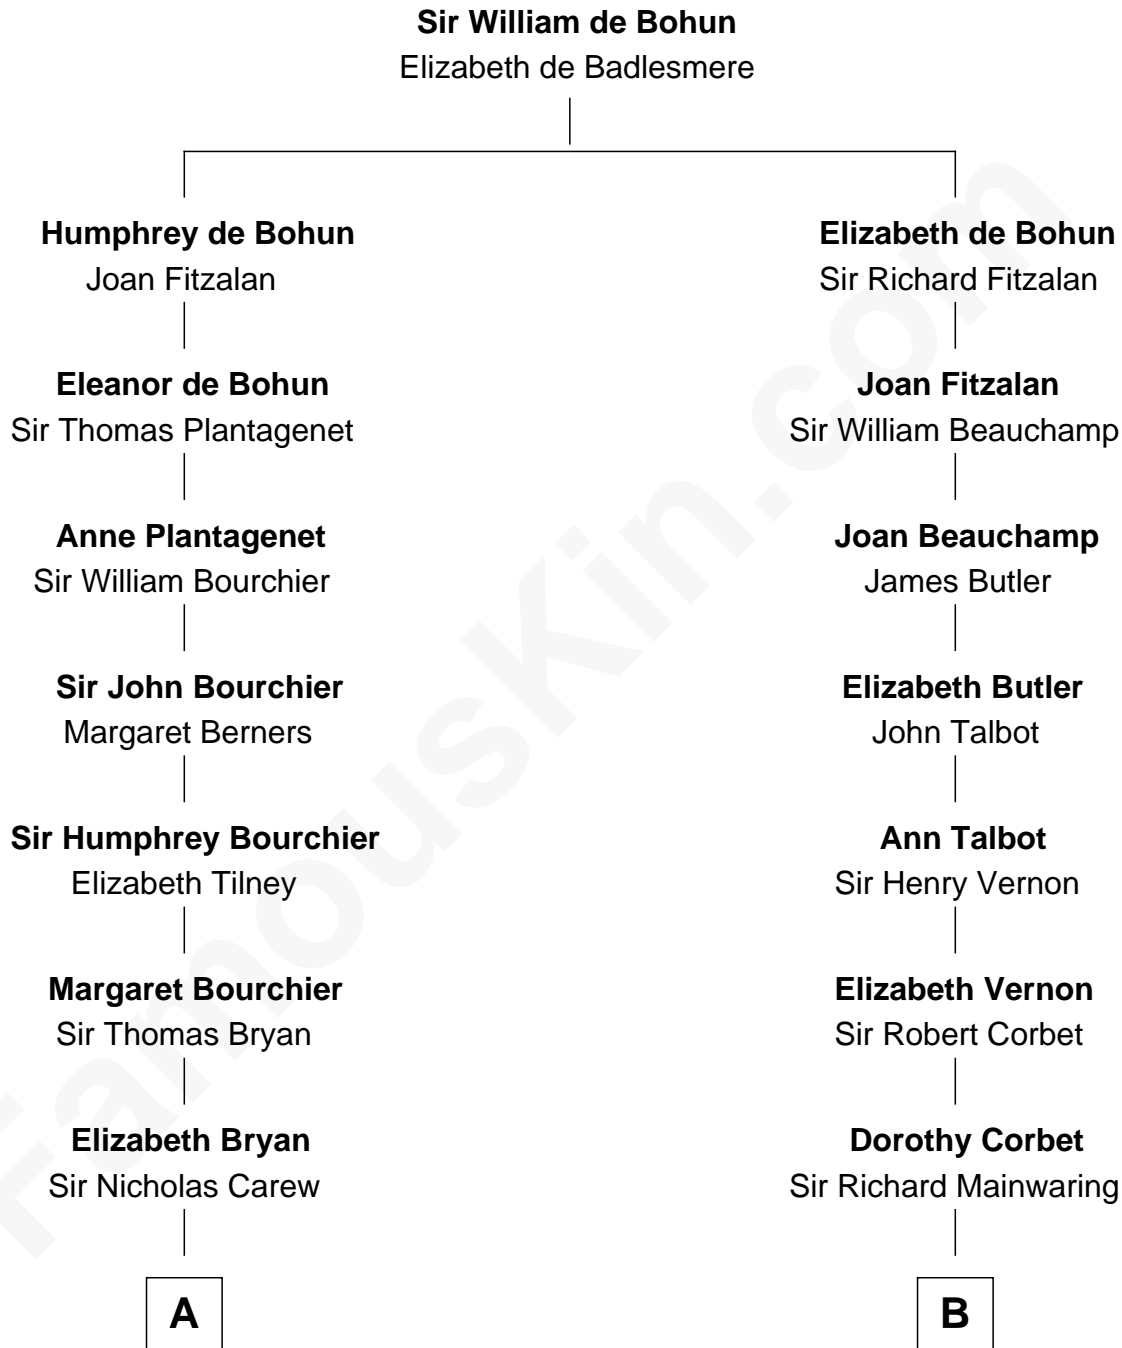 Sir William de Bohun
Elizabeth de Badlesmere
Humphrey de Bohun
Joan Fitzalan
Eleanor de Bohun
Sir Thomas Plantagenet
Anne Plantagenet
Sir William Bourchier
Sir John Bourchier
Margaret Berners
Sir Humphrey Bourchier
Elizabeth Tilney
Margaret Bourchier
Sir Thomas Bryan
Elizabeth Bryan
Sir Nicholas Carew
A
Elizabeth de Bohun
Sir Richard Fitzalan
Joan Fitzalan
Sir William Beauchamp
Joan Beauchamp
James Butler
Elizabeth Butler
John Talbot
Ann Talbot
Sir Henry Vernon
Elizabeth Vernon
Sir Robert Corbet
Dorothy Corbet
Sir Richard Mainwaring
B
FamousKin.com